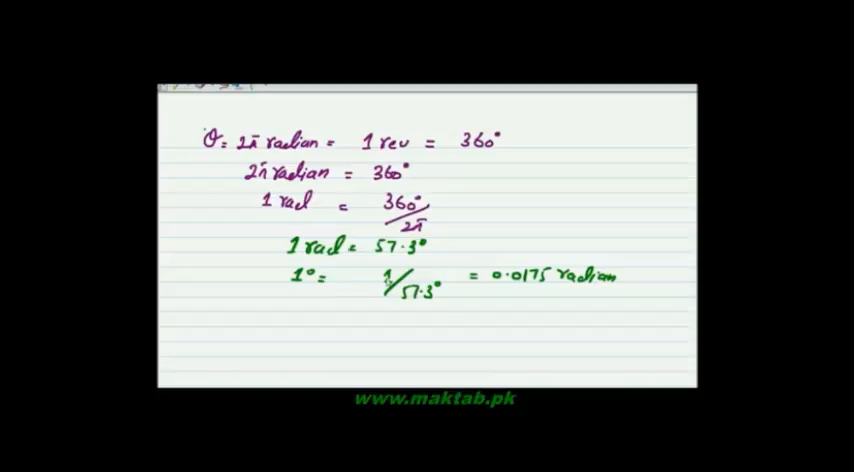 θ = 2π radian = 1 rev = 360°
2π radian = 360°
1 rad = 360°/2π
1 rad = 57.3°
1° = 1/57.3° = 0.0175 radian
www.maktab.pk